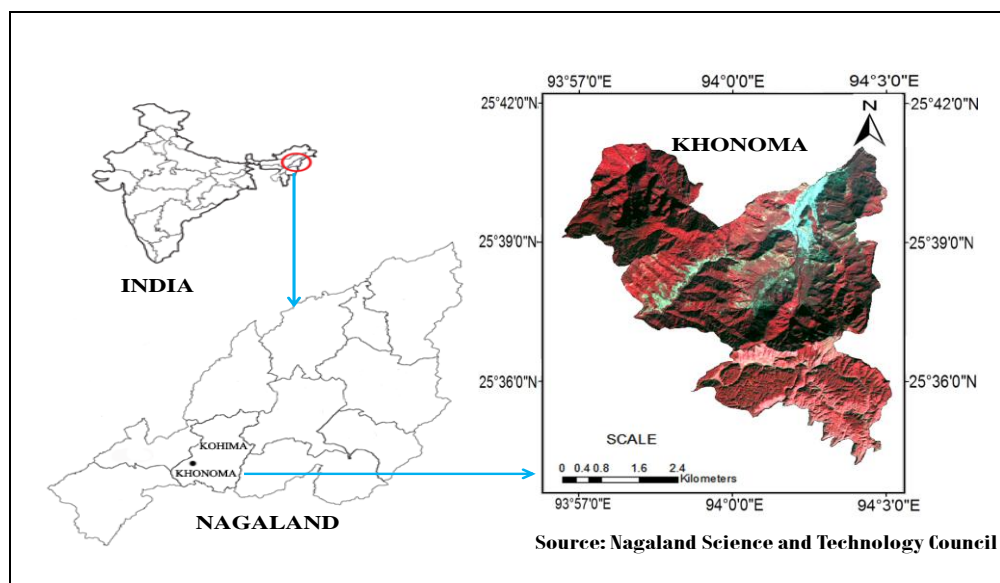 INDIA
KOHIMA
KHONOMA
NAGALAND
93°57'0"E 94°0'0"E 94°3'0"E
25°42'0"N 25°42'0"N
N
KHONOMA
25°39'0"N 25°39'0"N
25°36'0"N 25°36'0"N
SCALE
0 0.4 0.8 1.6 2.4
Kilometers
93°57'0"E 94°0'0"E 94°3'0"E
Source: Nagaland Science and Technology Council